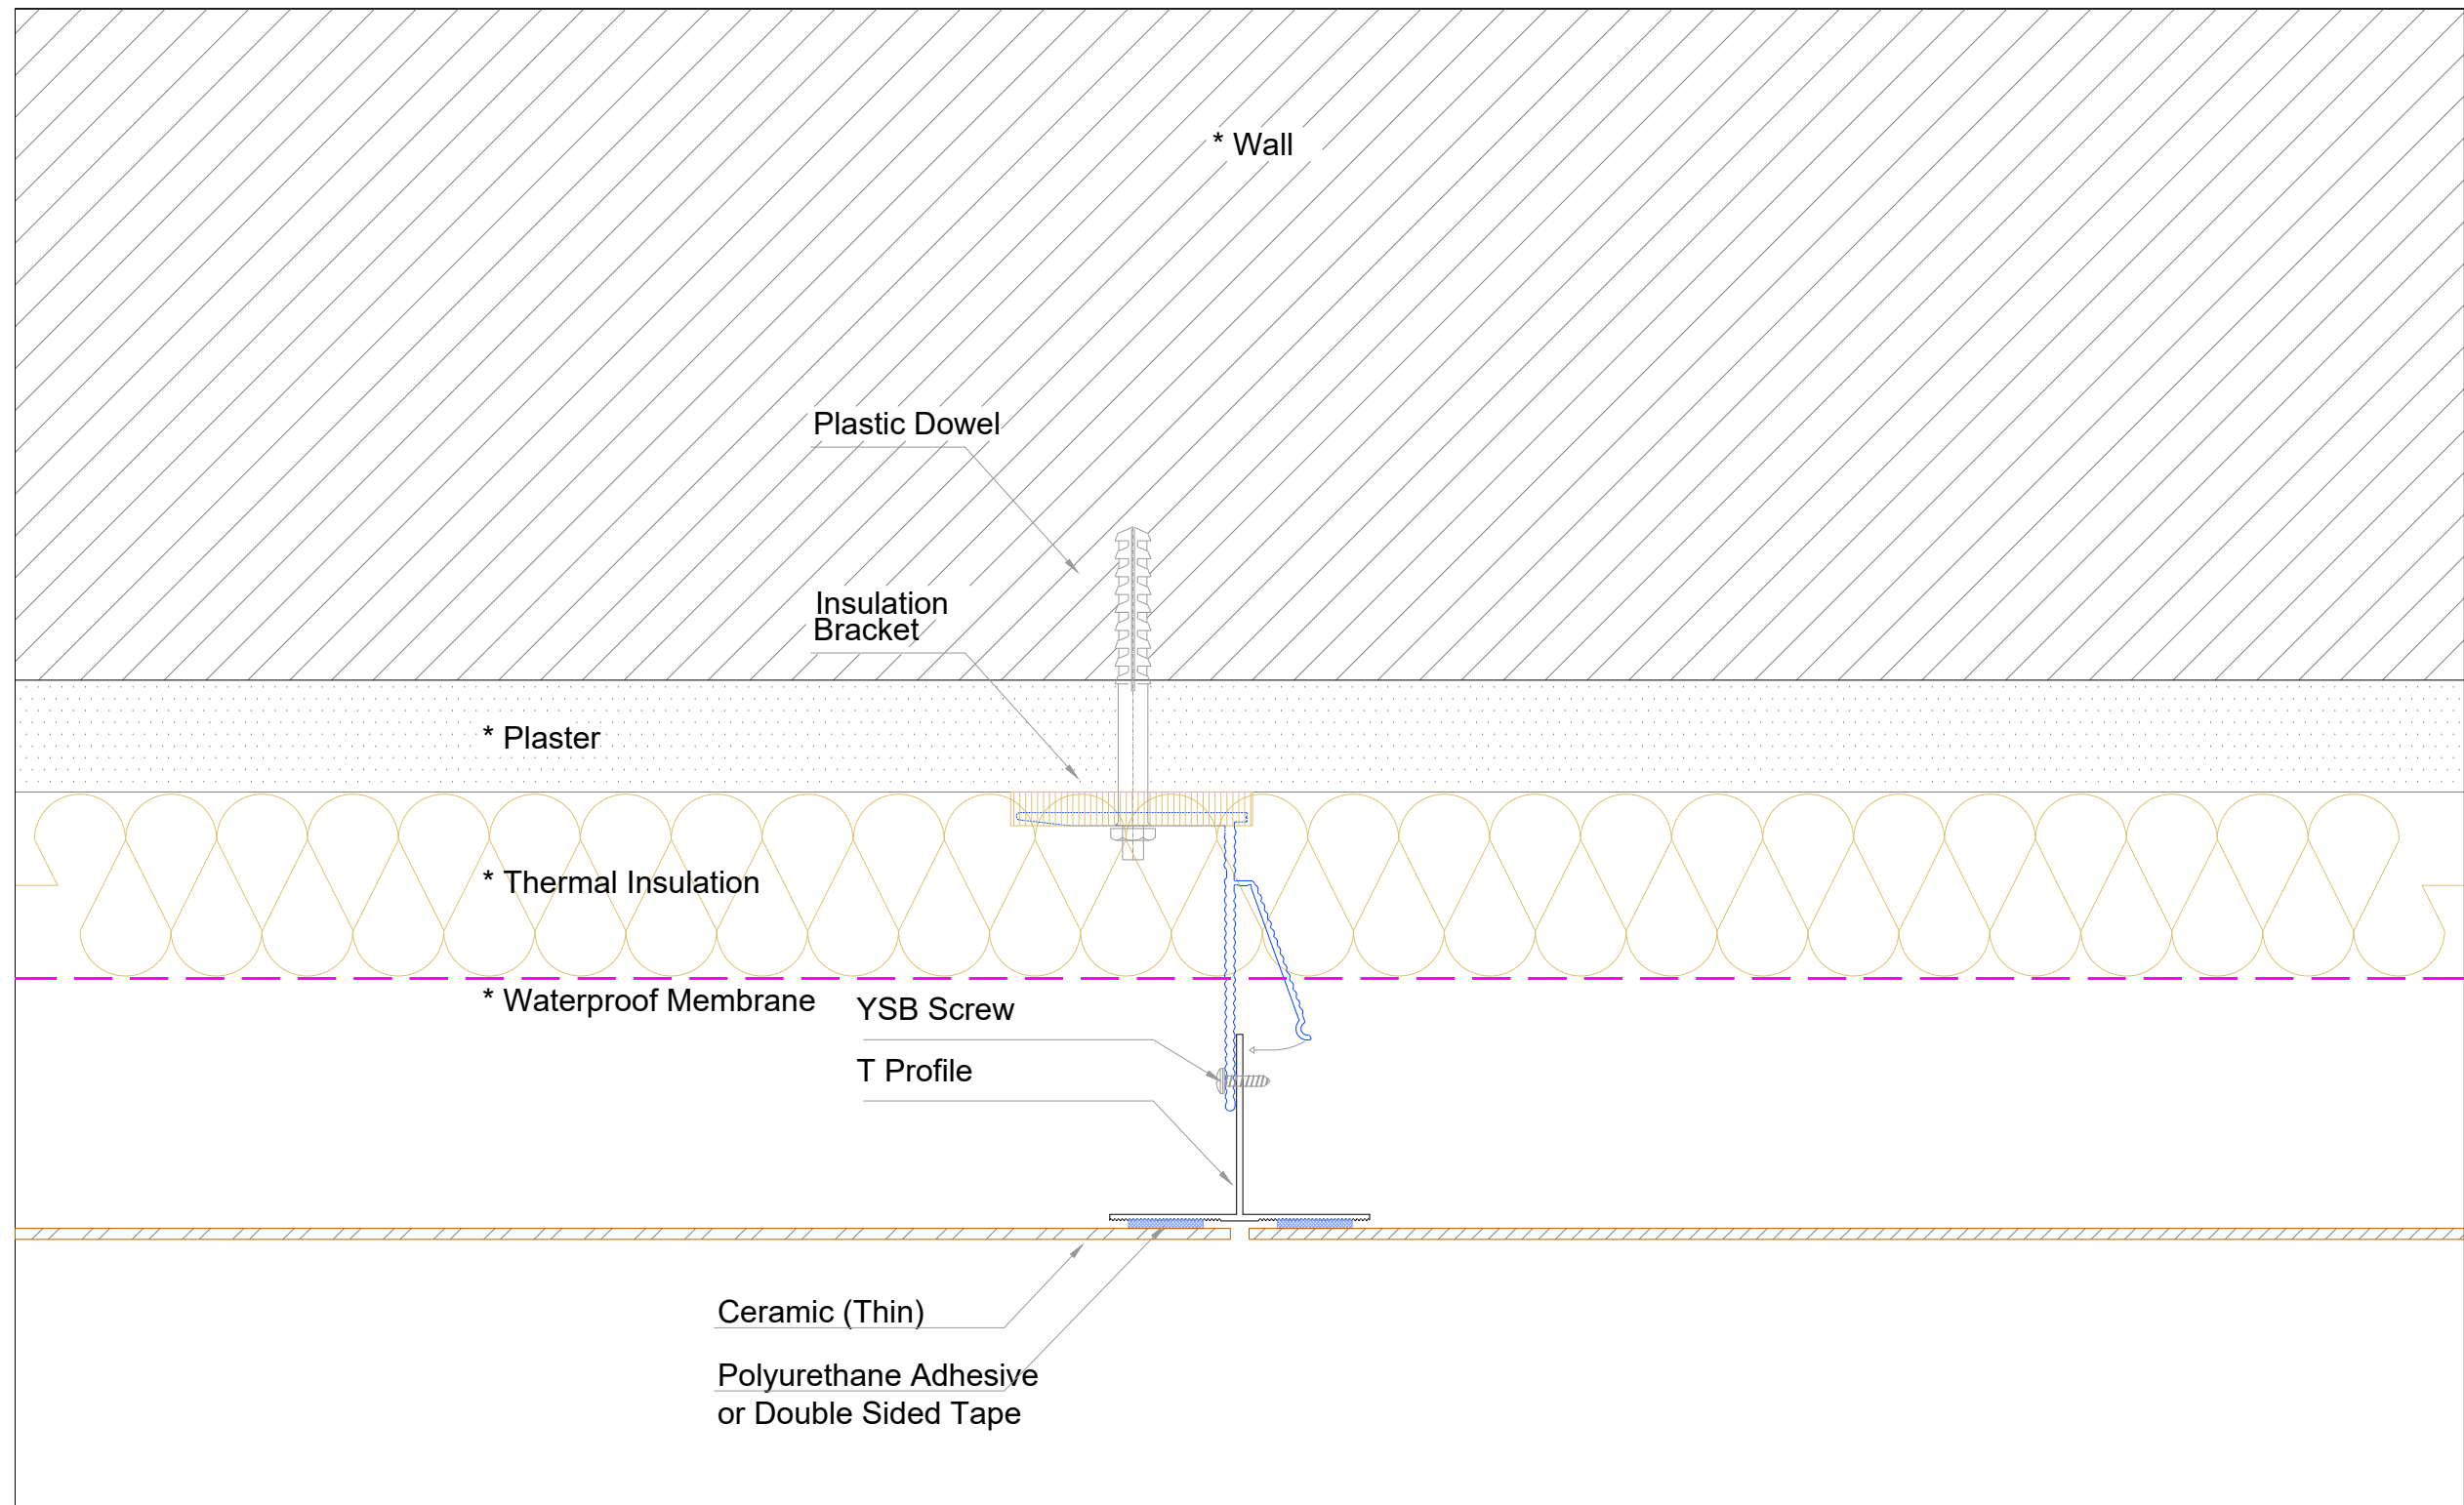 * Wall
Plastic Dowel
Insulation
Bracket
* Plaster
* Thermal Insulation
* Waterproof Membrane
YSB Screw
T Profile
Ceramic (Thin)
Polyurethane Adhesive
or Double Sided Tape